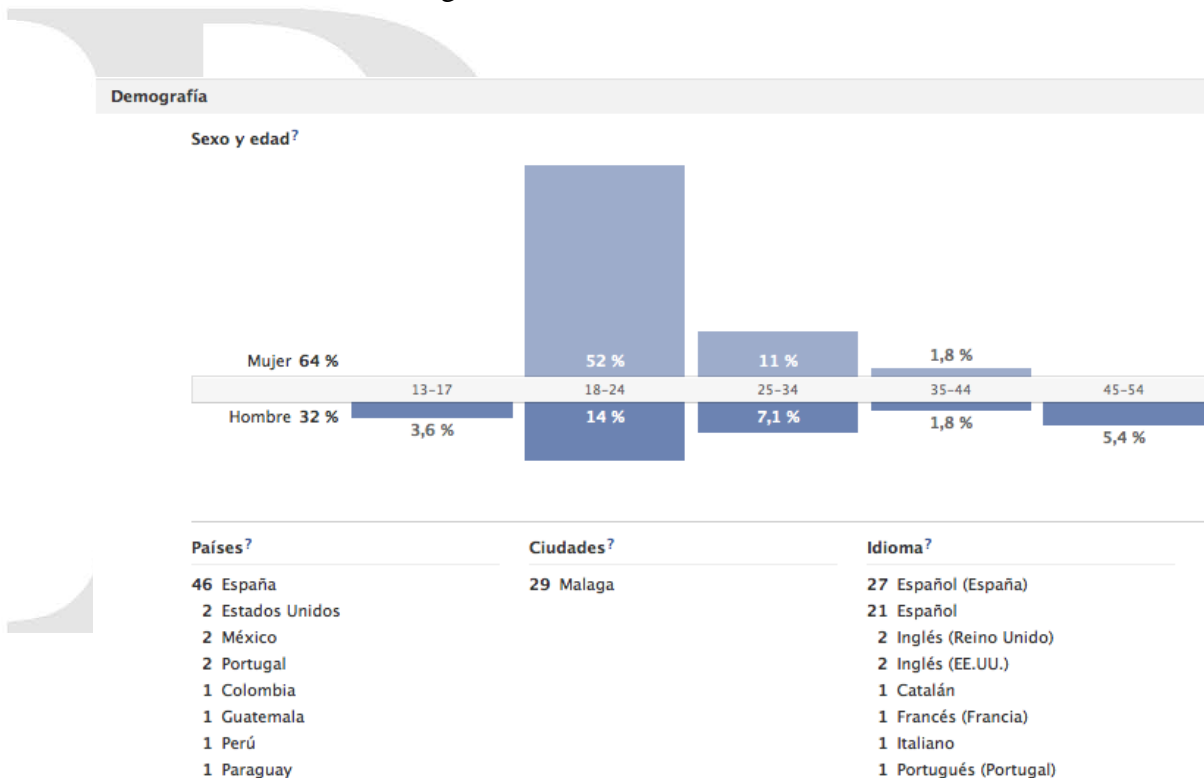 Demografía
Sexo y edad?
Mujer 64 %
52 %
11 %
1,8 %
13-17
18-24
25-34
35-44
45-54
Hombre 32 %
3,6 %
14 %
7,1 %
1,8 %
5,4 %
Países?
46 España
2 Estados Unidos
2 México
2 Portugal
1 Colombia
1 Guatemala
1 Perú
1 Paraguay
Ciudades?
29 Malaga
Idioma?
27 Español (España)
21 Español
2 Inglés (Reino Unido)
2 Inglés (EE.UU.)
1 Catalán
1 Francés (Francia)
1 Italiano
1 Portugués (Portugal)